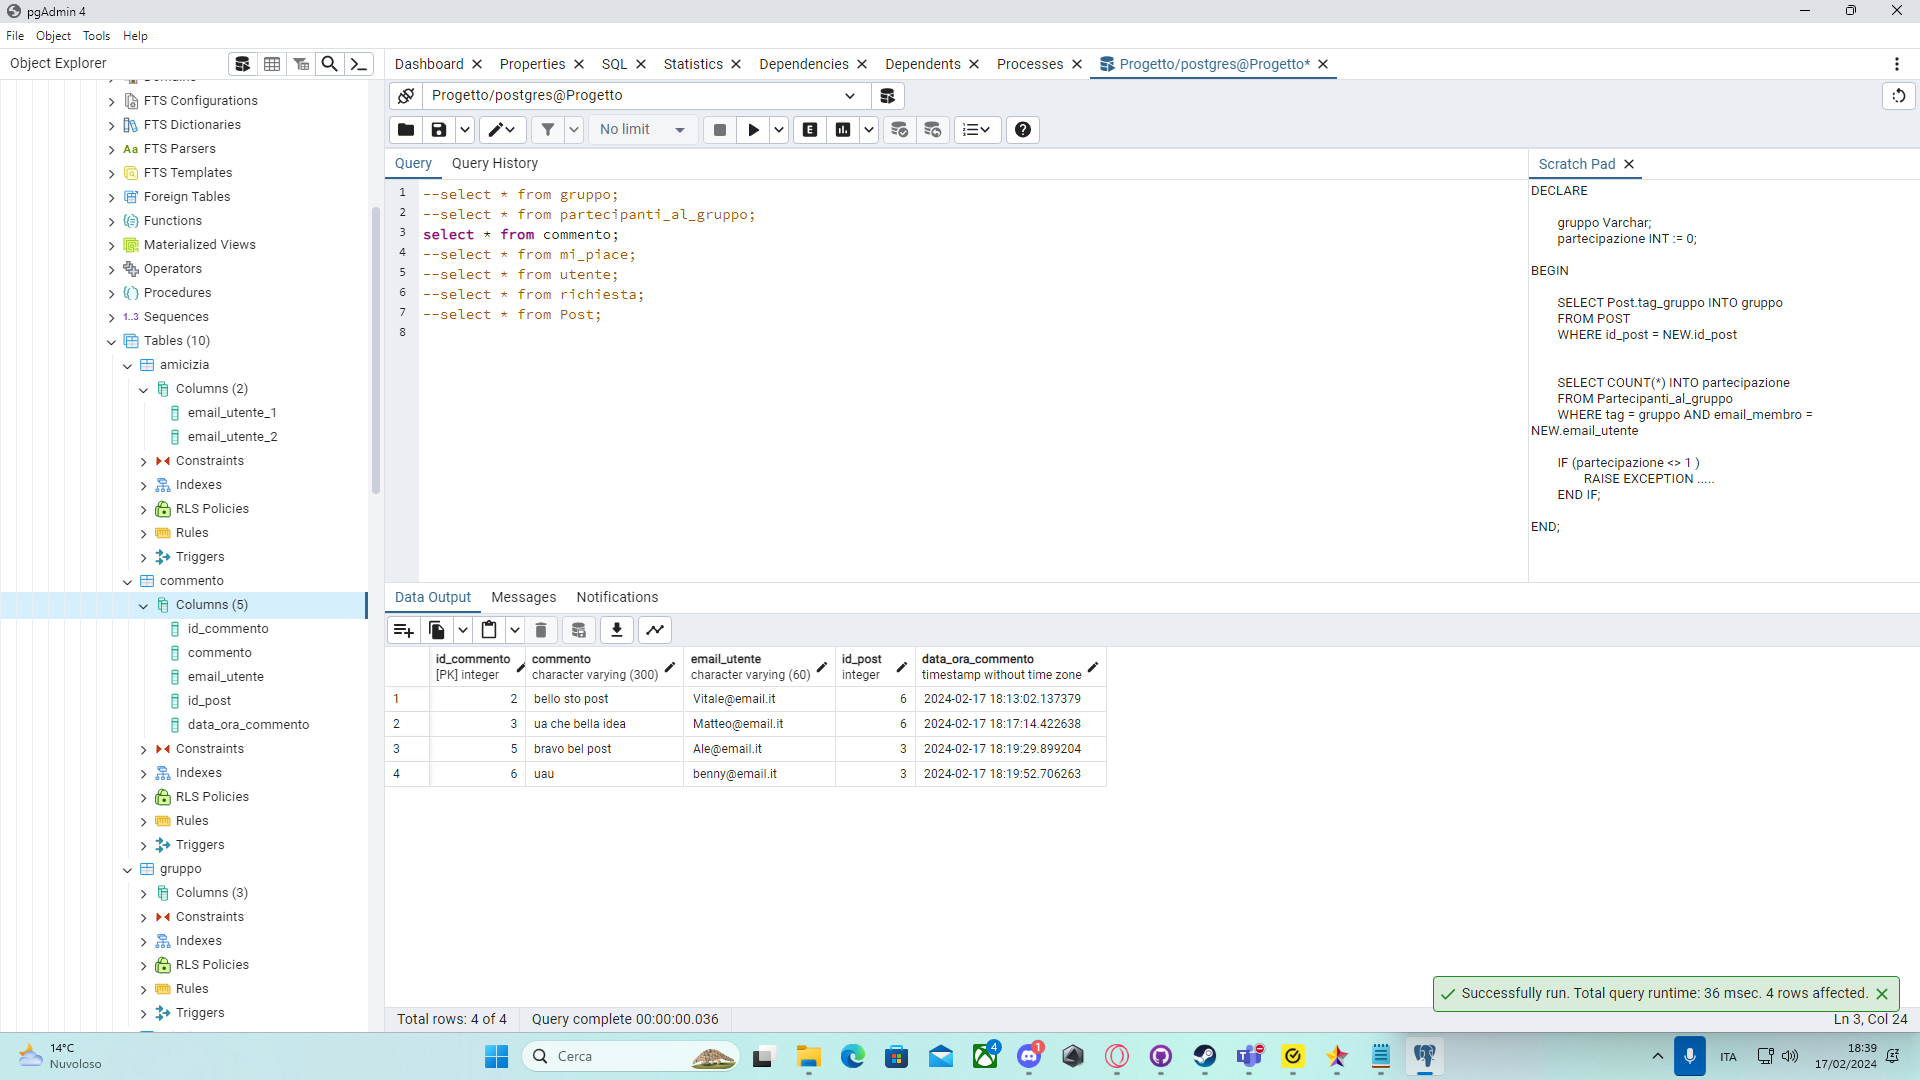 pgAdmin 4
File Object Tools Help
Object Explorer
Dashboard Properties SQL Statistics Dependencies Dependents Processes Progetto/postgres@Progetto*
Progetto/postgres@Progetto
No limit
Query Query History
Scratch Pad
Domains
FTS Configurations
FTS Dictionaries
Aa FTS Parsers
FTS Templates
Foreign Tables
Functions
Materialized Views
Operators
Procedures
1..3 Sequences
Tables (10)
amicizia
Columns (2)
email_utente_1
email_utente_2
Constraints
Indexes
RLS Policies
Rules
Triggers
commento
Columns (5)
id_commento
commento
email_utente
id_post
data_ora_commento
Constraints
Indexes
RLS Policies
Rules
Triggers
gruppo
Columns (3)
Constraints
Indexes
RLS Policies
Rules
Triggers
1 --select * from gruppo;
2 --select * from partecipanti_al_gruppo;
3 select * from commento;
4 --select * from mi_piace;
5 --select * from utente;
6 --select * from richiesta;
7 --select * from Post;
8
DECLARE
gruppo Varchar;
partecipazione INT := 0;
BEGIN
SELECT Post.tag_gruppo INTO gruppo
FROM POST
WHERE id_post = NEW.id_post
SELECT COUNT(*) INTO partecipazione
FROM Partecipanti_al_gruppo
WHERE tag = gruppo AND email_membro =
NEW.email_utente
IF (partecipazione <> 1 )
RAISE EXCEPTION .....
END IF;
END;
Data Output Messages Notifications
id_commento commento email_utente id_post data_ora_commento
[PK] integer character varying (300) character varying (60) integer timestamp without time zone
1 2 bello sto post Vitale@email.it 6 2024-02-17 18:13:02.137379
2 3 ua che bella idea Matteo@email.it 6 2024-02-17 18:17:14.422638
3 5 bravo bel post Ale@email.it 3 2024-02-17 18:19:29.899204
4 6 uau benny@email.it 3 2024-02-17 18:19:52.706263
Successfully run. Total query runtime: 36 msec. 4 rows affected.
Total rows: 4 of 4 Query complete 00:00:00.036 Ln 3, Col 24
14°C
Nuvoloso
Cerca
4
1
ITA
18:39
17/02/2024